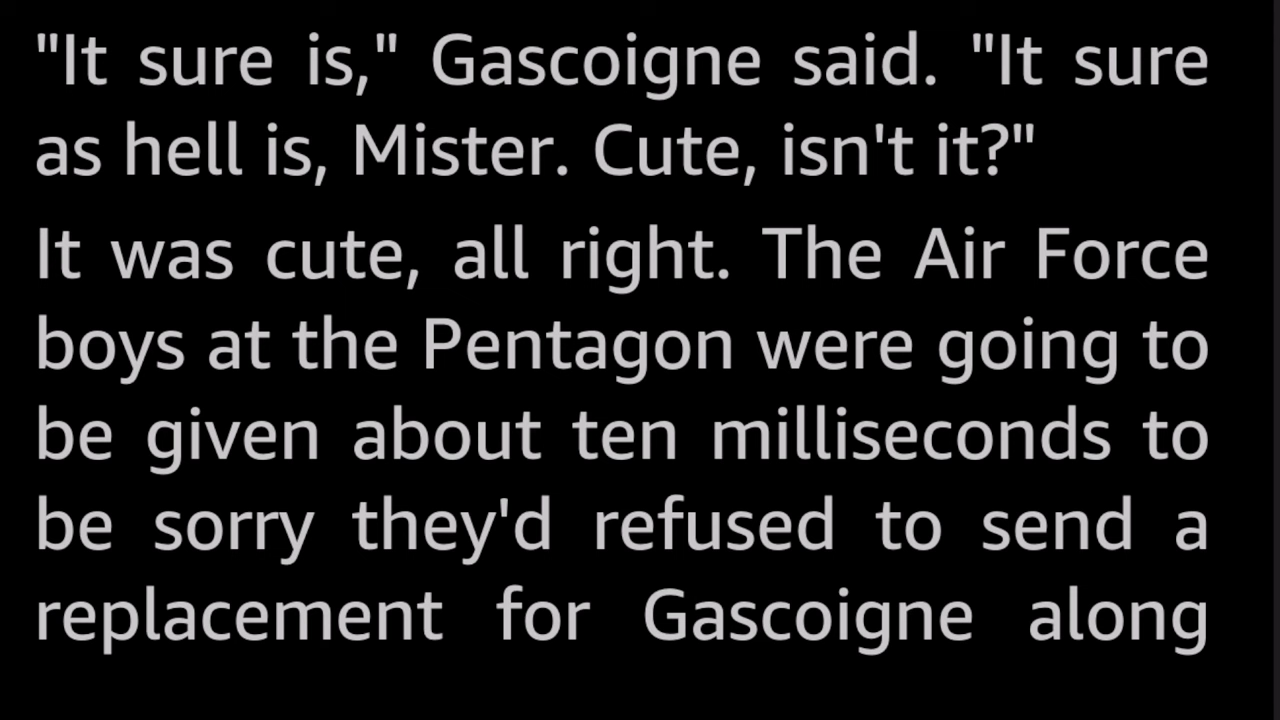 "It sure is," Gascoigne said. "It sure
as hell is, Mister. Cute, isn't it?"
It was cute, all right. The Air Force
boys at the Pentagon were going to
be given about ten milliseconds to
be sorry they'd refused to send a
replacement for Gascoigne along